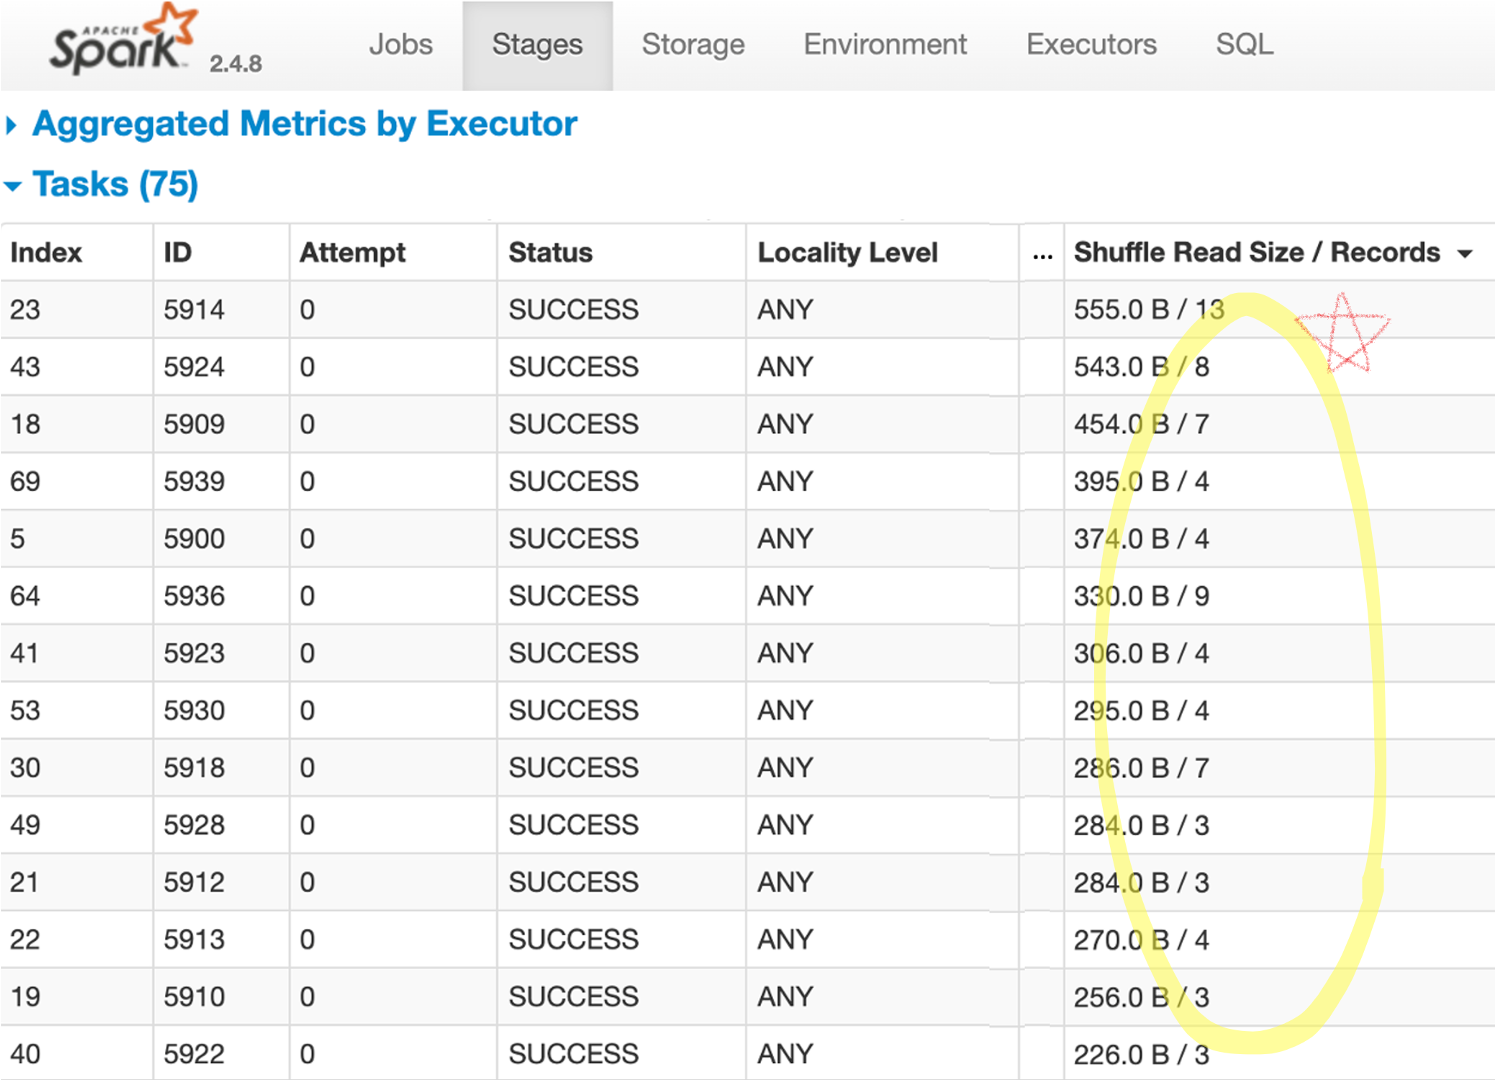 APACHE
Spark 2.4.8 Jobs Stages Storage Environment Executors SQL
Aggregated Metrics by Executor
Tasks (75)
Index ID Attempt Status Locality Level ... Shuffle Read Size / Records
23 5914 0 SUCCESS ANY 555.0 B / 13
43 5924 0 SUCCESS ANY 543.0 B / 8
18 5909 0 SUCCESS ANY 454.0 B / 7
69 5939 0 SUCCESS ANY 395.0 B / 4
5 5900 0 SUCCESS ANY 374.0 B / 4
64 5936 0 SUCCESS ANY 330.0 B / 9
41 5923 0 SUCCESS ANY 306.0 B / 4
53 5930 0 SUCCESS ANY 295.0 B / 4
30 5918 0 SUCCESS ANY 286.0 B / 7
49 5928 0 SUCCESS ANY 284.0 B / 3
21 5912 0 SUCCESS ANY 284.0 B / 3
22 5913 0 SUCCESS ANY 270.0 B / 4
19 5910 0 SUCCESS ANY 256.0 B / 3
40 5922 0 SUCCESS ANY 226.0 B / 3